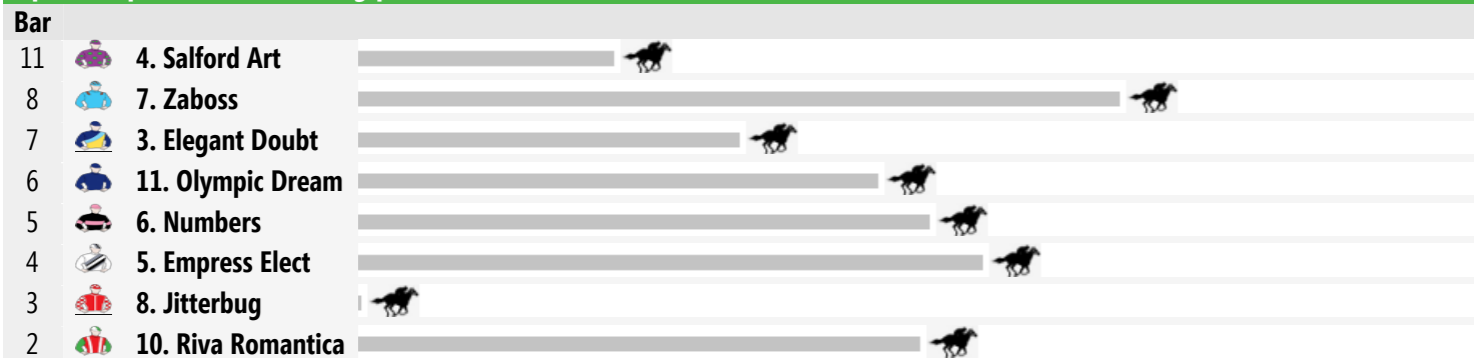 Bar
11 4. Salford Art
8 7. Zaboss
7 3. Elegant Doubt
6 11. Olympic Dream
5 6. Numbers
4 5. Empress Elect
3 8. Jitterbug
2 10. Riva Romantica